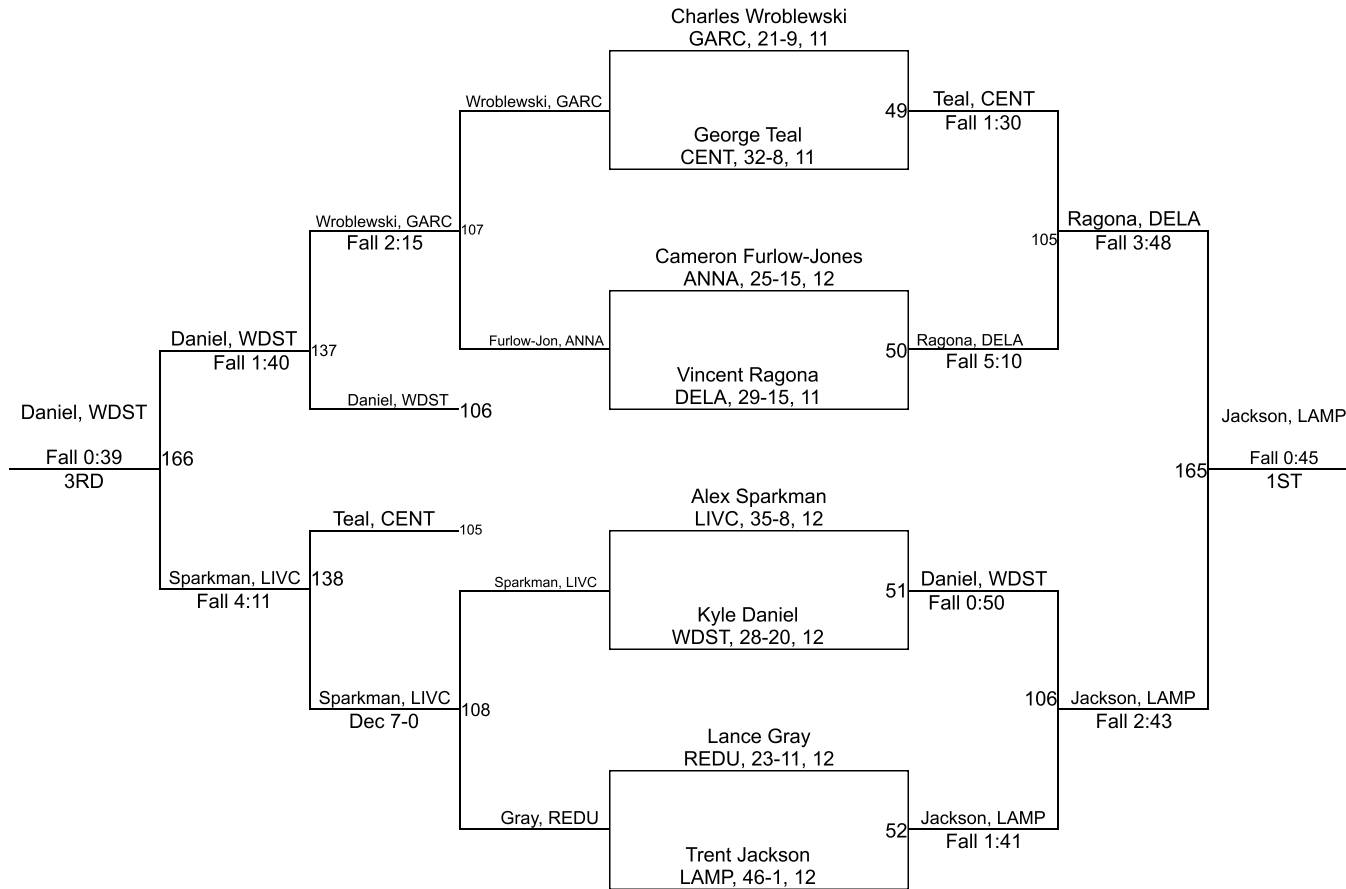 Charles Wroblewski
GARC, 21-9, 11
Wroblewski, GARC
49
Teal, CENT
Fall 1:30
George Teal
CENT, 32-8, 11
Wroblewski, GARC
Fall 2:15
107
105
Ragona, DELA
Fall 3:48
Cameron Furlow-Jones
ANNA, 25-15, 12
Furlow-Jon, ANNA
50
Ragona, DELA
Fall 5:10
Vincent Ragona
DELA, 29-15, 11
Daniel, WDST
Fall 1:40
137
Daniel, WDST
106
Daniel, WDST
Fall 0:39
3RD
166
Jackson, LAMP
165
Fall 0:45
1ST
Alex Sparkman
LIVC, 35-8, 12
Teal, CENT
105
Sparkman, LIVC
Fall 4:11
138
Sparkman, LIVC
51
Daniel, WDST
Fall 0:50
Kyle Daniel
WDST, 28-20, 12
Sparkman, LIVC
Dec 7-0
108
106
Jackson, LAMP
Fall 2:43
Lance Gray
REDU, 23-11, 12
Gray, REDU
52
Jackson, LAMP
Fall 1:41
Trent Jackson
LAMP, 46-1, 12